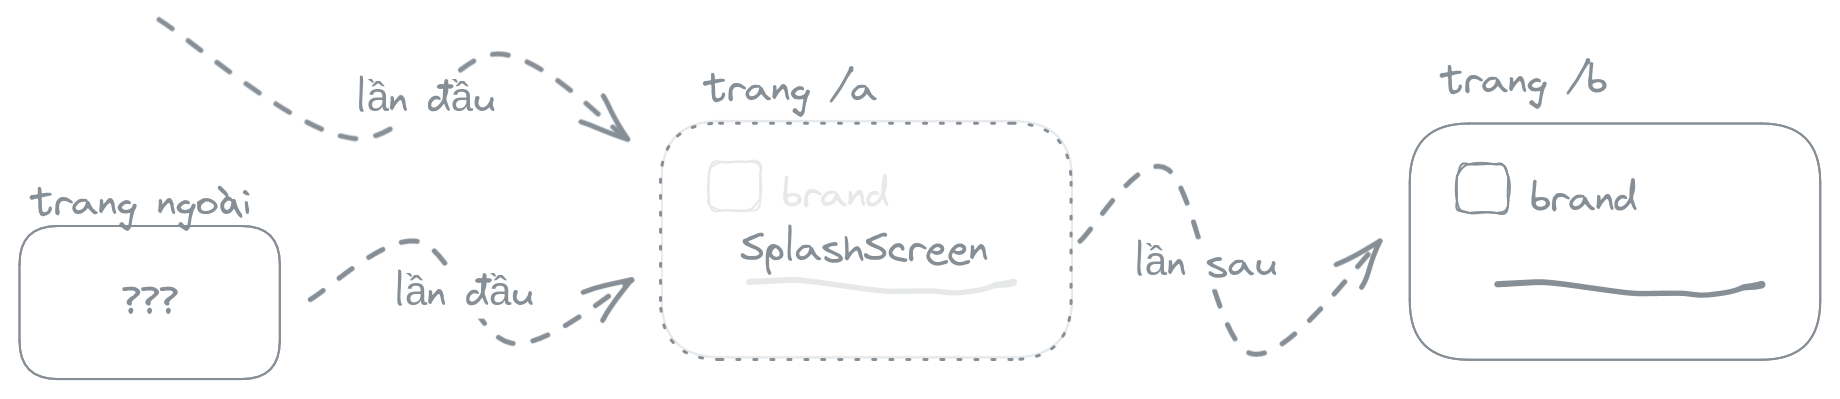 lần đầu
trang ngoài
???
lần đầu
trang /a
brand
SplashScreen
lần sau
trang /b
brand